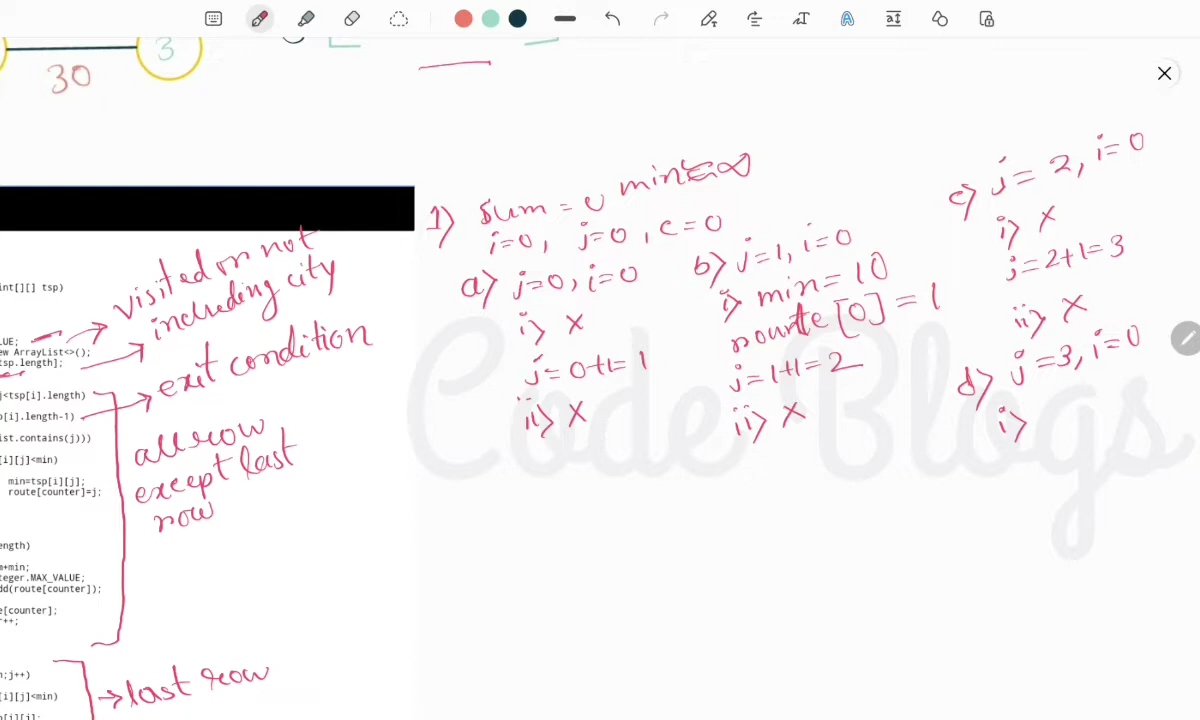 3
30
int[][] tsp)
LUE;
ew ArrayList<>();
tsp.length];
j<tsp[i].length)
o[i].length-1)
ist.contains(j)))
[i][j]<min)
min=tsp[i][j];
route[counter]=j;
ength)
m+min;
teger.MAX_VALUE;
dd(route[counter]);
e[counter];
r++;
n;j++)
[i][j]<min)
p[i][j];
visited or not
including city
exit condition
all row
except last
row
last row
1) Sum = 0 min=∞
i=0, j=0, c=0
a) j=0, i=0
i> x
j= 0+1=1
ii> x
b) j=1, i=0
i> min=10
rounte[0]=1
j=1+1=2
ii> x
c) j=2, i=0
i> x
j=2+1=3
ii> x
d) j=3, i=0
i>
Code Blogs